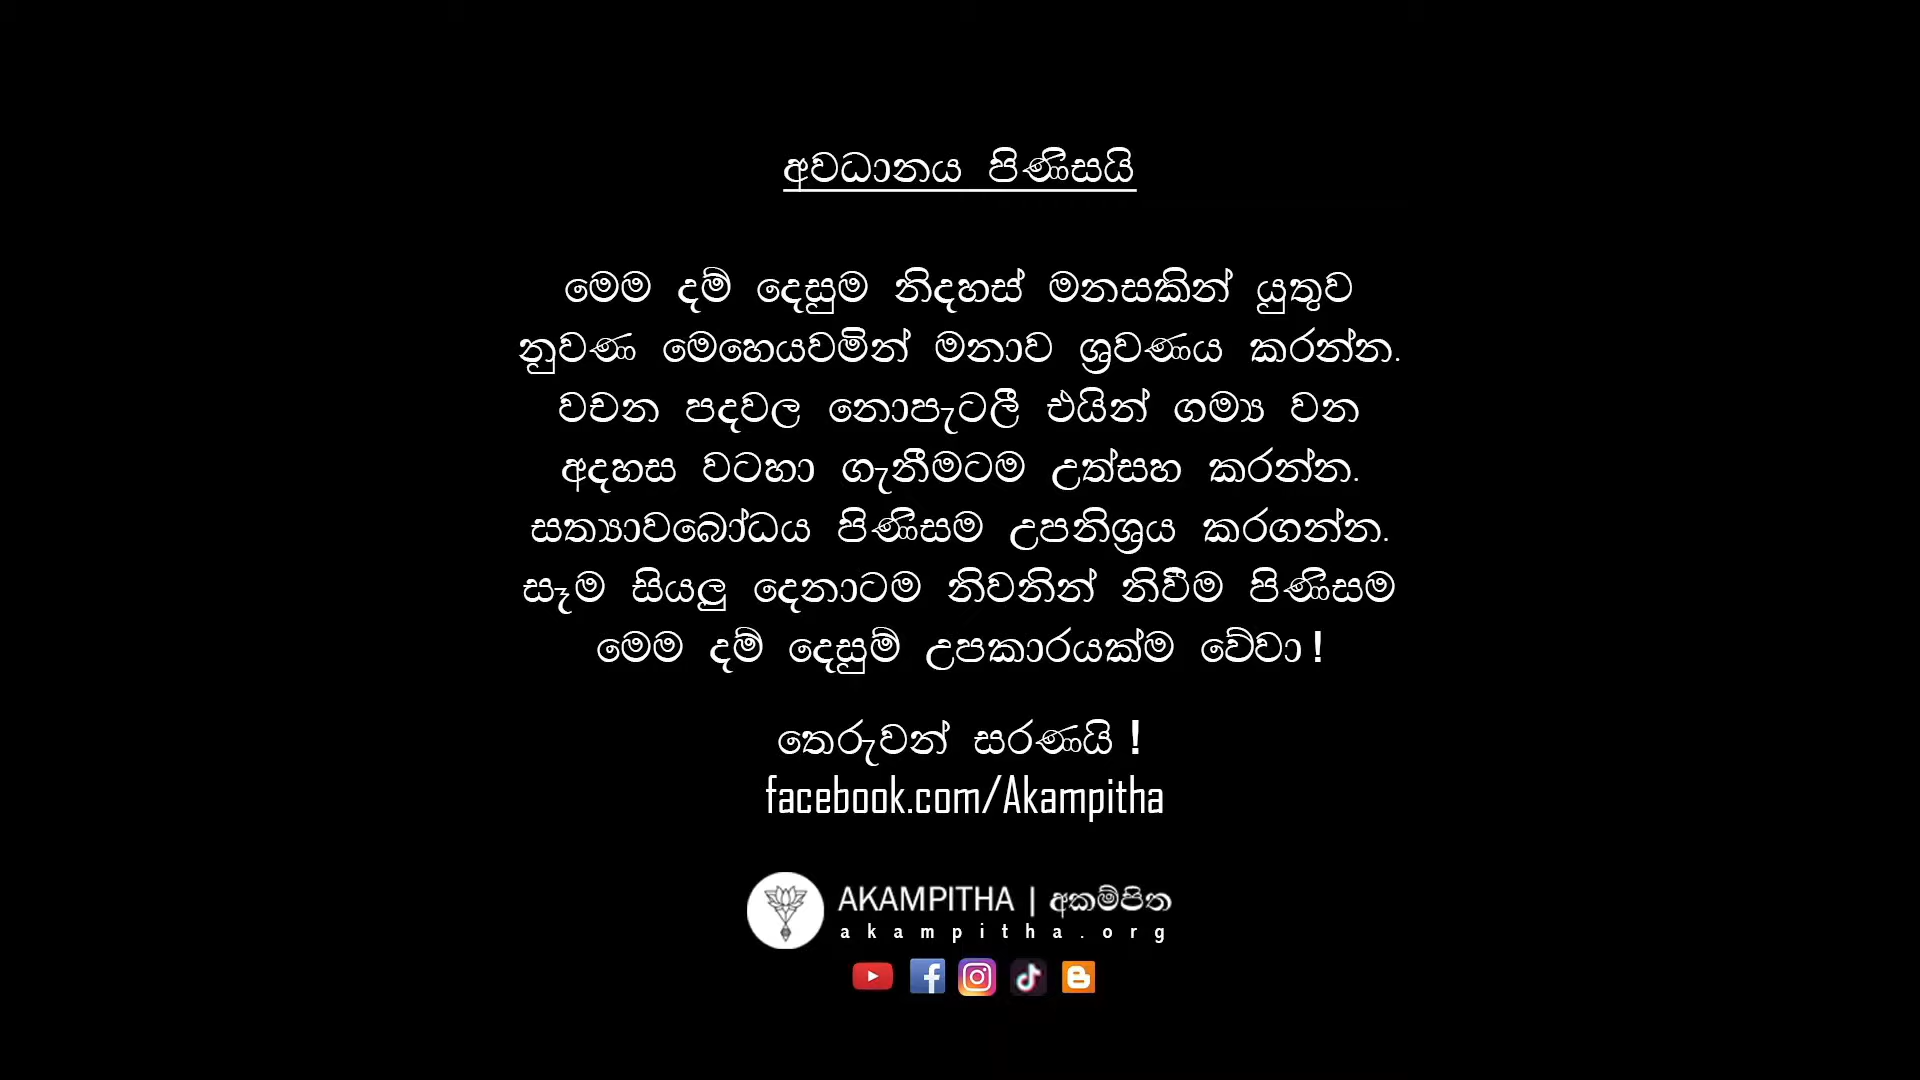 අවධානය පිණිසයි
මෙම දම් දෙසුම නිදහස් මනසකින් යුතුව
නුවණ මෙහෙයවමින් මනාව ශ්‍රවණය කරන්න.
වචන පදවල නොපැටලී එයින් ගම්‍ය වන
අදහස වටහා ගැනීමටම උත්සහ කරන්න.
සත්‍යාවබෝධය පිණිසම උපනිශ්‍රය කරගන්න.
සෑම සියලු දෙනාටම නිවනින් නිවීම පිණිසම
මෙම දම් දෙසුම් උපකාරයක්ම වේවා!
තෙරුවන් සරණයි!
facebook.com/Akampitha
AKAMPITHA | අකම්පිත
akampitha.org